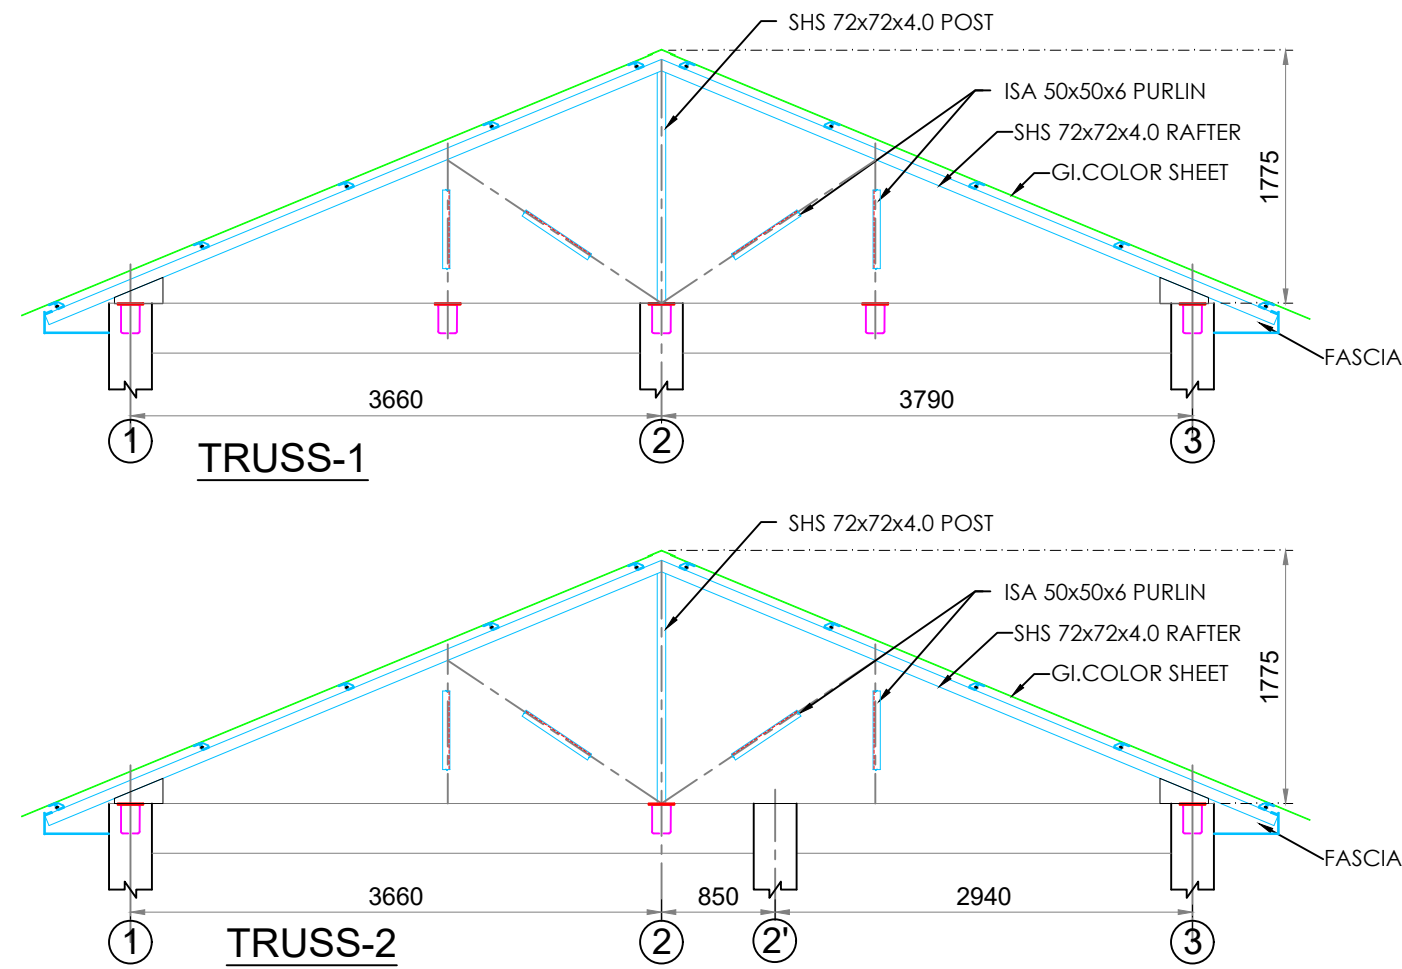 SHS 72x72x4.0 POST
ISA 50x50x6 PURLIN
SHS 72x72x4.0 RAFTER
GI.COLOR SHEET
1775
FASCIA
3660
3790
1
2
3
TRUSS-1
SHS 72x72x4.0 POST
ISA 50x50x6 PURLIN
SHS 72x72x4.0 RAFTER
GI.COLOR SHEET
1775
FASCIA
3660
850
2940
1
2
2'
3
TRUSS-2